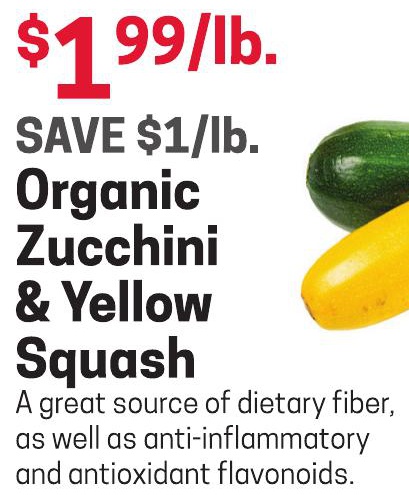 $1 99/lb.
SAVE $1/lb.
Organic
Zucchini
& Yellow
Squash
A great source of dietary fiber,
as well as anti-inflammatory
and antioxidant flavonoids.